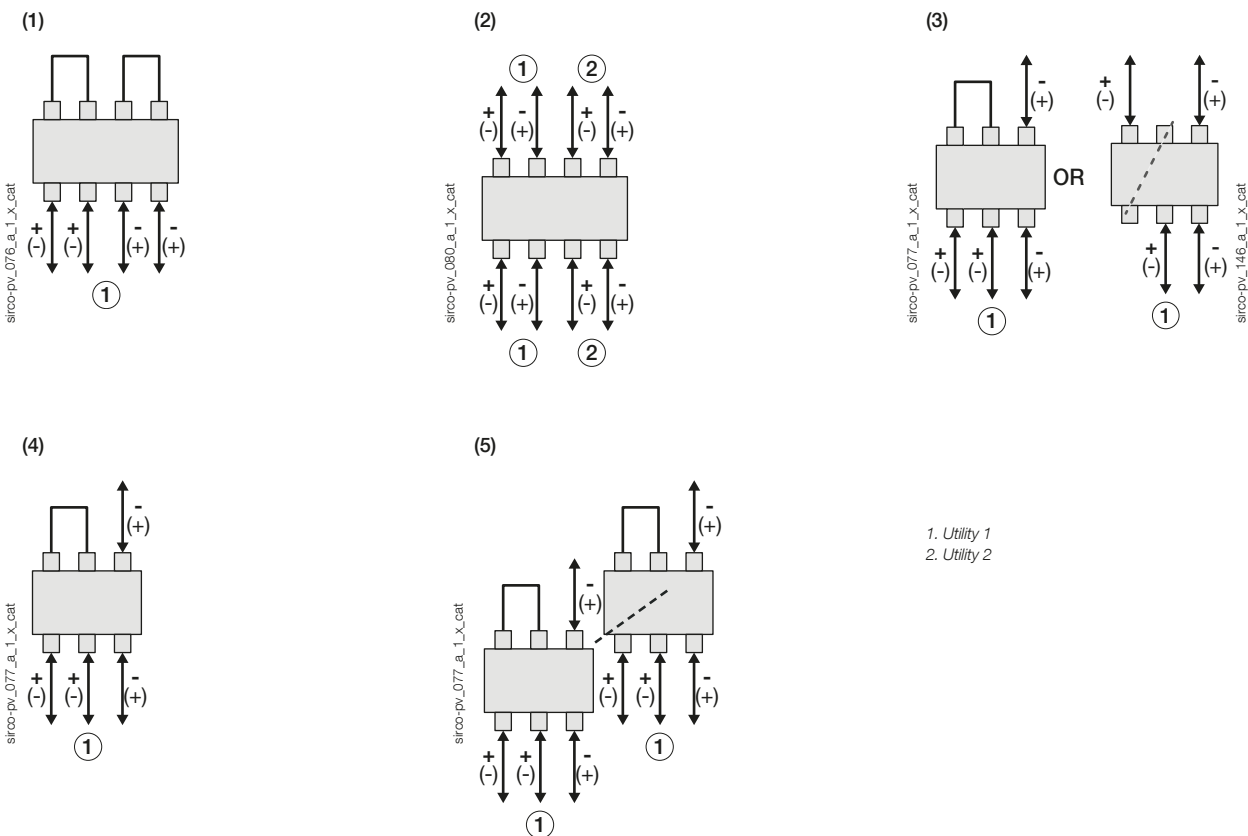 (1)
+ + - -
(-) (-) (+) (+)
1
sirco-pv_076_a_1_x_cat
(2)
1 2
+ - + -
(-) (+) (-) (+)
+ - + -
(-) (+) (-) (+)
1 2
sirco-pv_080_a_1_x_cat
(3)
-
(+)
+ + -
(-) (-) (+)
1
sirco-pv_077_a_1_x_cat
OR
+ -
(-) (+)
+ -
(-) (+)
1
sirco-pv_146_a_1_x_cat
(4)
-
(+)
+ + -
(-) (-) (+)
1
sirco-pv_077_a_1_x_cat
(5)
-
(+)
+ + -
(-) (-) (+)
1
-
(+)
+ + -
(-) (-) (+)
1
sirco-pv_077_a_1_x_cat
1. Utility 1
2. Utility 2